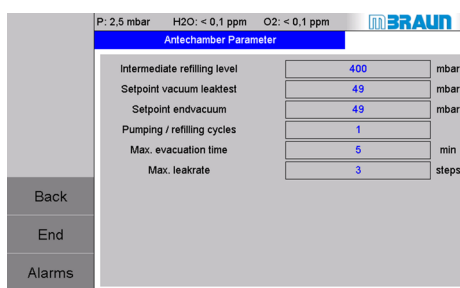 P: 2,5 mbar H2O: < 0,1 ppm O2: < 0,1 ppm MBRAUN
Antechamber Parameter
Intermediate refilling level 400 mbar
Setpoint vacuum leaktest 49 mbar
Setpoint endvacuum 49 mbar
Pumping / refilling cycles 1
Max. evacuation time 5 min
Max. leakrate 3 steps
Back
End
Alarms